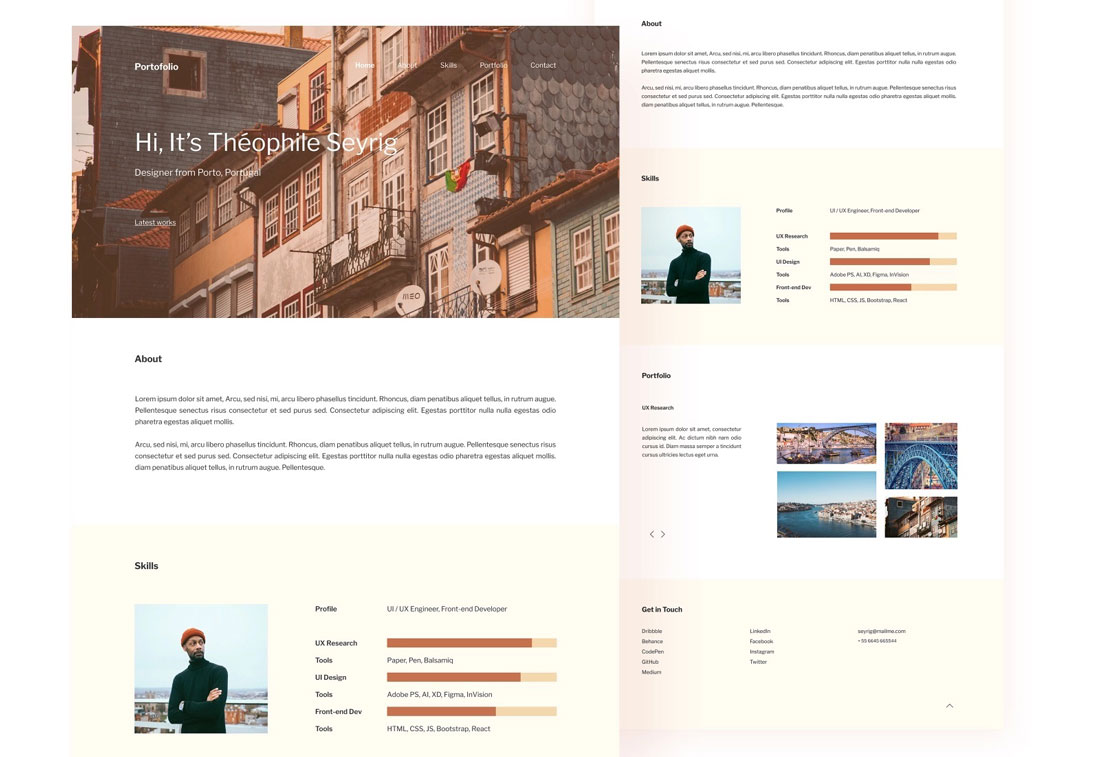 Portofolio
Home About Skills Portfolio Contact
Hi, It's Théophile Seyrig
Designer from Porto, Portugal
Latest works
meo
About
Lorem ipsum dolor sit amet, Arcu, sed nisi, mi, arcu libero phasellus tincidunt. Rhoncus, diam penatibus aliquet tellus, in rutrum augue.
Pellentesque senectus risus consectetur et sed purus sed. Consectetur adipiscing elit. Egestas porttitor nulla nulla egestas odio
pharetra egestas aliquet mollis.
Arcu, sed nisi, mi, arcu libero phasellus tincidunt. Rhoncus, diam penatibus aliquet tellus, in rutrum augue. Pellentesque senectus risus
consectetur et sed purus sed. Consectetur adipiscing elit. Egestas porttitor nulla nulla egestas odio pharetra egestas aliquet mollis.
diam penatibus aliquet tellus, in rutrum augue. Pellentesque.
Skills
Profile UI / UX Engineer, Front-end Developer
UX Research
Tools Paper, Pen, Balsamiq
UI Design
Tools Adobe PS, AI, XD, Figma, InVision
Front-end Dev
Tools HTML, CSS, JS, Bootstrap, React
About
Lorem ipsum dolor sit amet, Arcu, sed nisi, mi, arcu libero phasellus tincidunt. Rhoncus, diam penatibus aliquet tellus, in rutrum augue.
Pellentesque senectus risus consectetur et sed purus sed. Consectetur adipiscing elit. Egestas porttitor nulla nulla egestas odio
pharetra egestas aliquet mollis.
Arcu, sed nisi, mi, arcu libero phasellus tincidunt. Rhoncus, diam penatibus aliquet tellus, in rutrum augue. Pellentesque senectus risus
consectetur et sed purus sed. Consectetur adipiscing elit. Egestas porttitor nulla nulla egestas odio pharetra egestas aliquet mollis.
diam penatibus aliquet tellus, in rutrum augue. Pellentesque.
Skills
Profile UI / UX Engineer, Front-end Developer
UX Research
Tools Paper, Pen, Balsamiq
UI Design
Tools Adobe PS, AI, XD, Figma, InVision
Front-end Dev
Tools HTML, CSS, JS, Bootstrap, React
Portfolio
UX Research
Lorem ipsum dolor sit amet, consectetur
adipiscing elit. Ac dictum nibh nam odio
cursus id. Diam massa semper a tincidunt
cursus ultricies lectus eget urna.
Get in Touch
Dribbble LinkedIn seyrig@mailme.com
Behance Facebook + 55 6645 665544
CodePen Instagram
GitHub Twitter
Medium